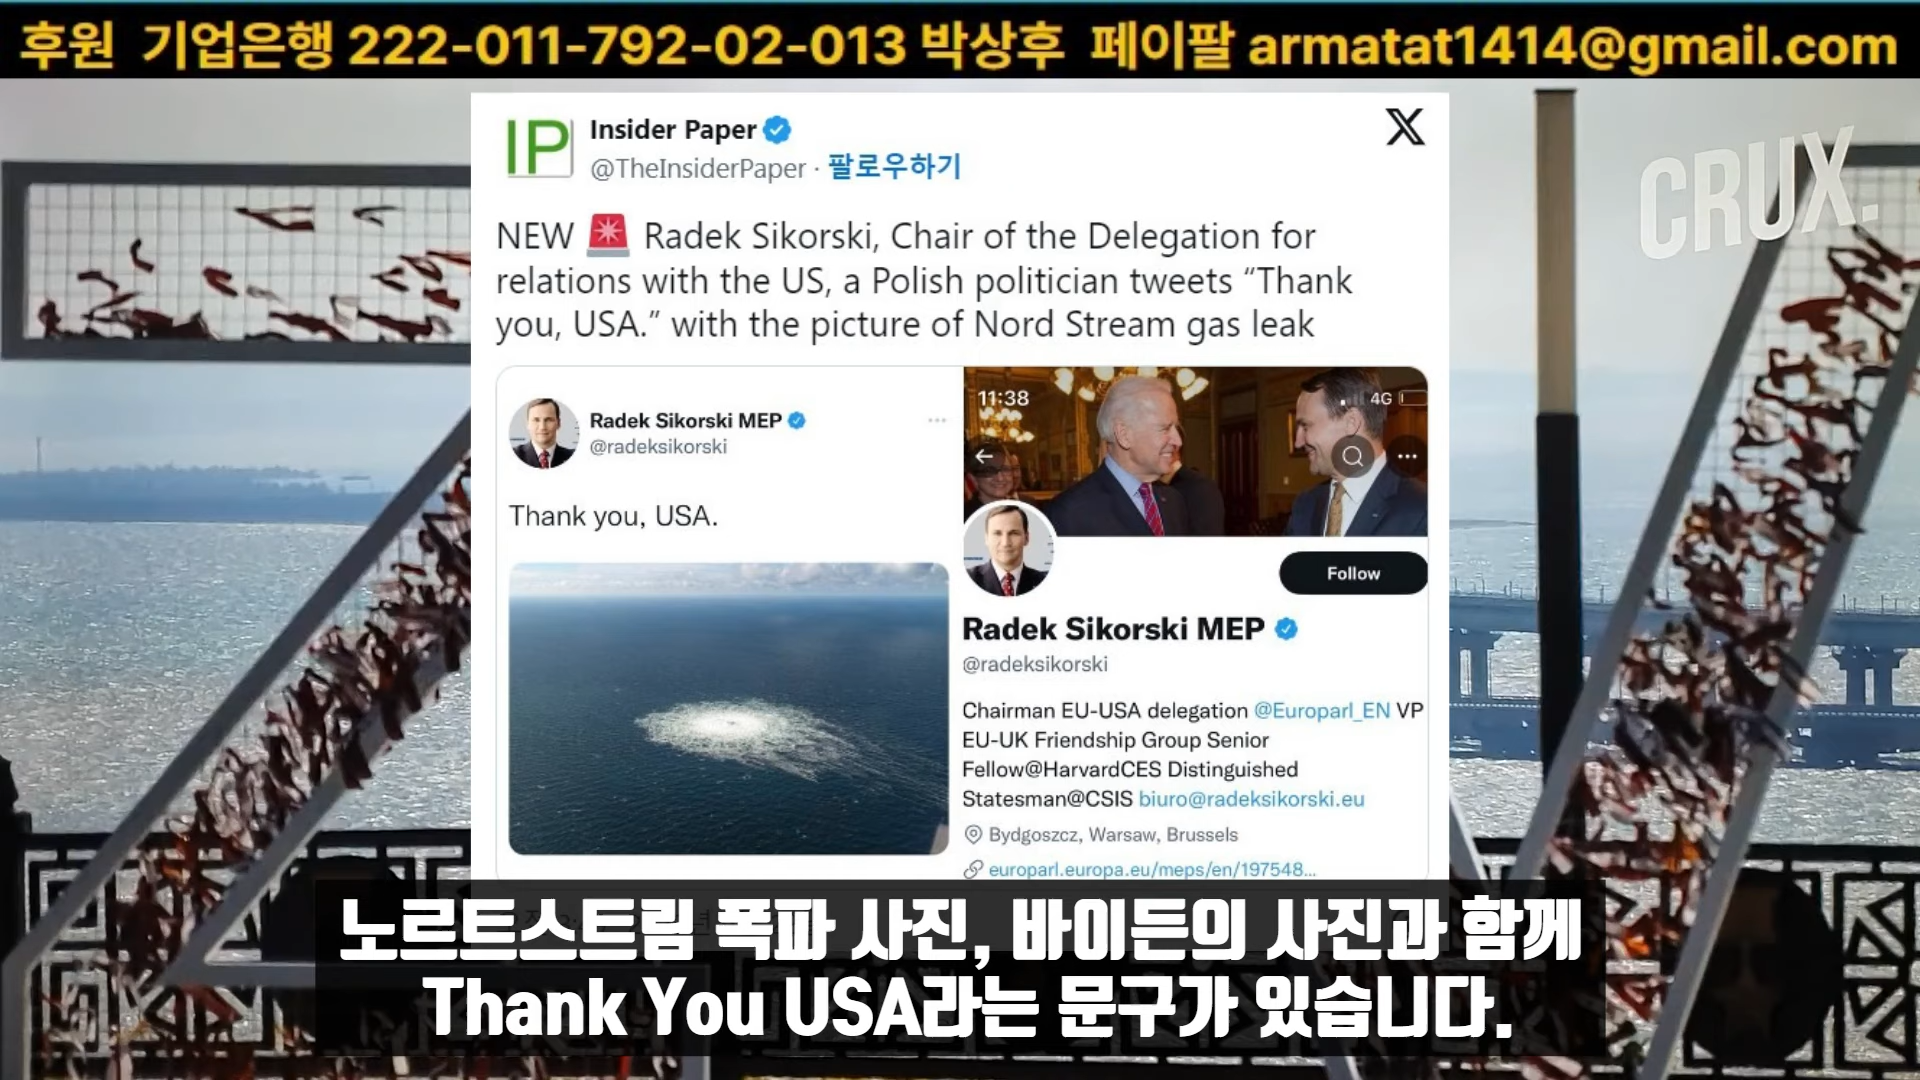 후원 기업은행 222-011-792-02-013 박상후 페이팔 armatat1414@gmail.com
CRUX.
IP
Insider Paper
@TheInsiderPaper · 팔로우하기
X
NEW 🚨 Radek Sikorski, Chair of the Delegation for
relations with the US, a Polish politician tweets “Thank
you, USA.” with the picture of Nord Stream gas leak
Radek Sikorski MEP
@radeksikorski
Thank you, USA.
11:38
4G
Follow
Radek Sikorski MEP
@radeksikorski
Chairman EU-USA delegation @Europarl_EN VP
EU-UK Friendship Group Senior
Fellow@HarvardCES Distinguished
Statesman@CSIS biuro@radeksikorski.eu
Bydgoszcz, Warsaw, Brussels
europarl.europa.eu/meps/en/197548...
노르트스트림 폭파 사진, 바이든의 사진과 함께
Thank You USA라는 문구가 있습니다.